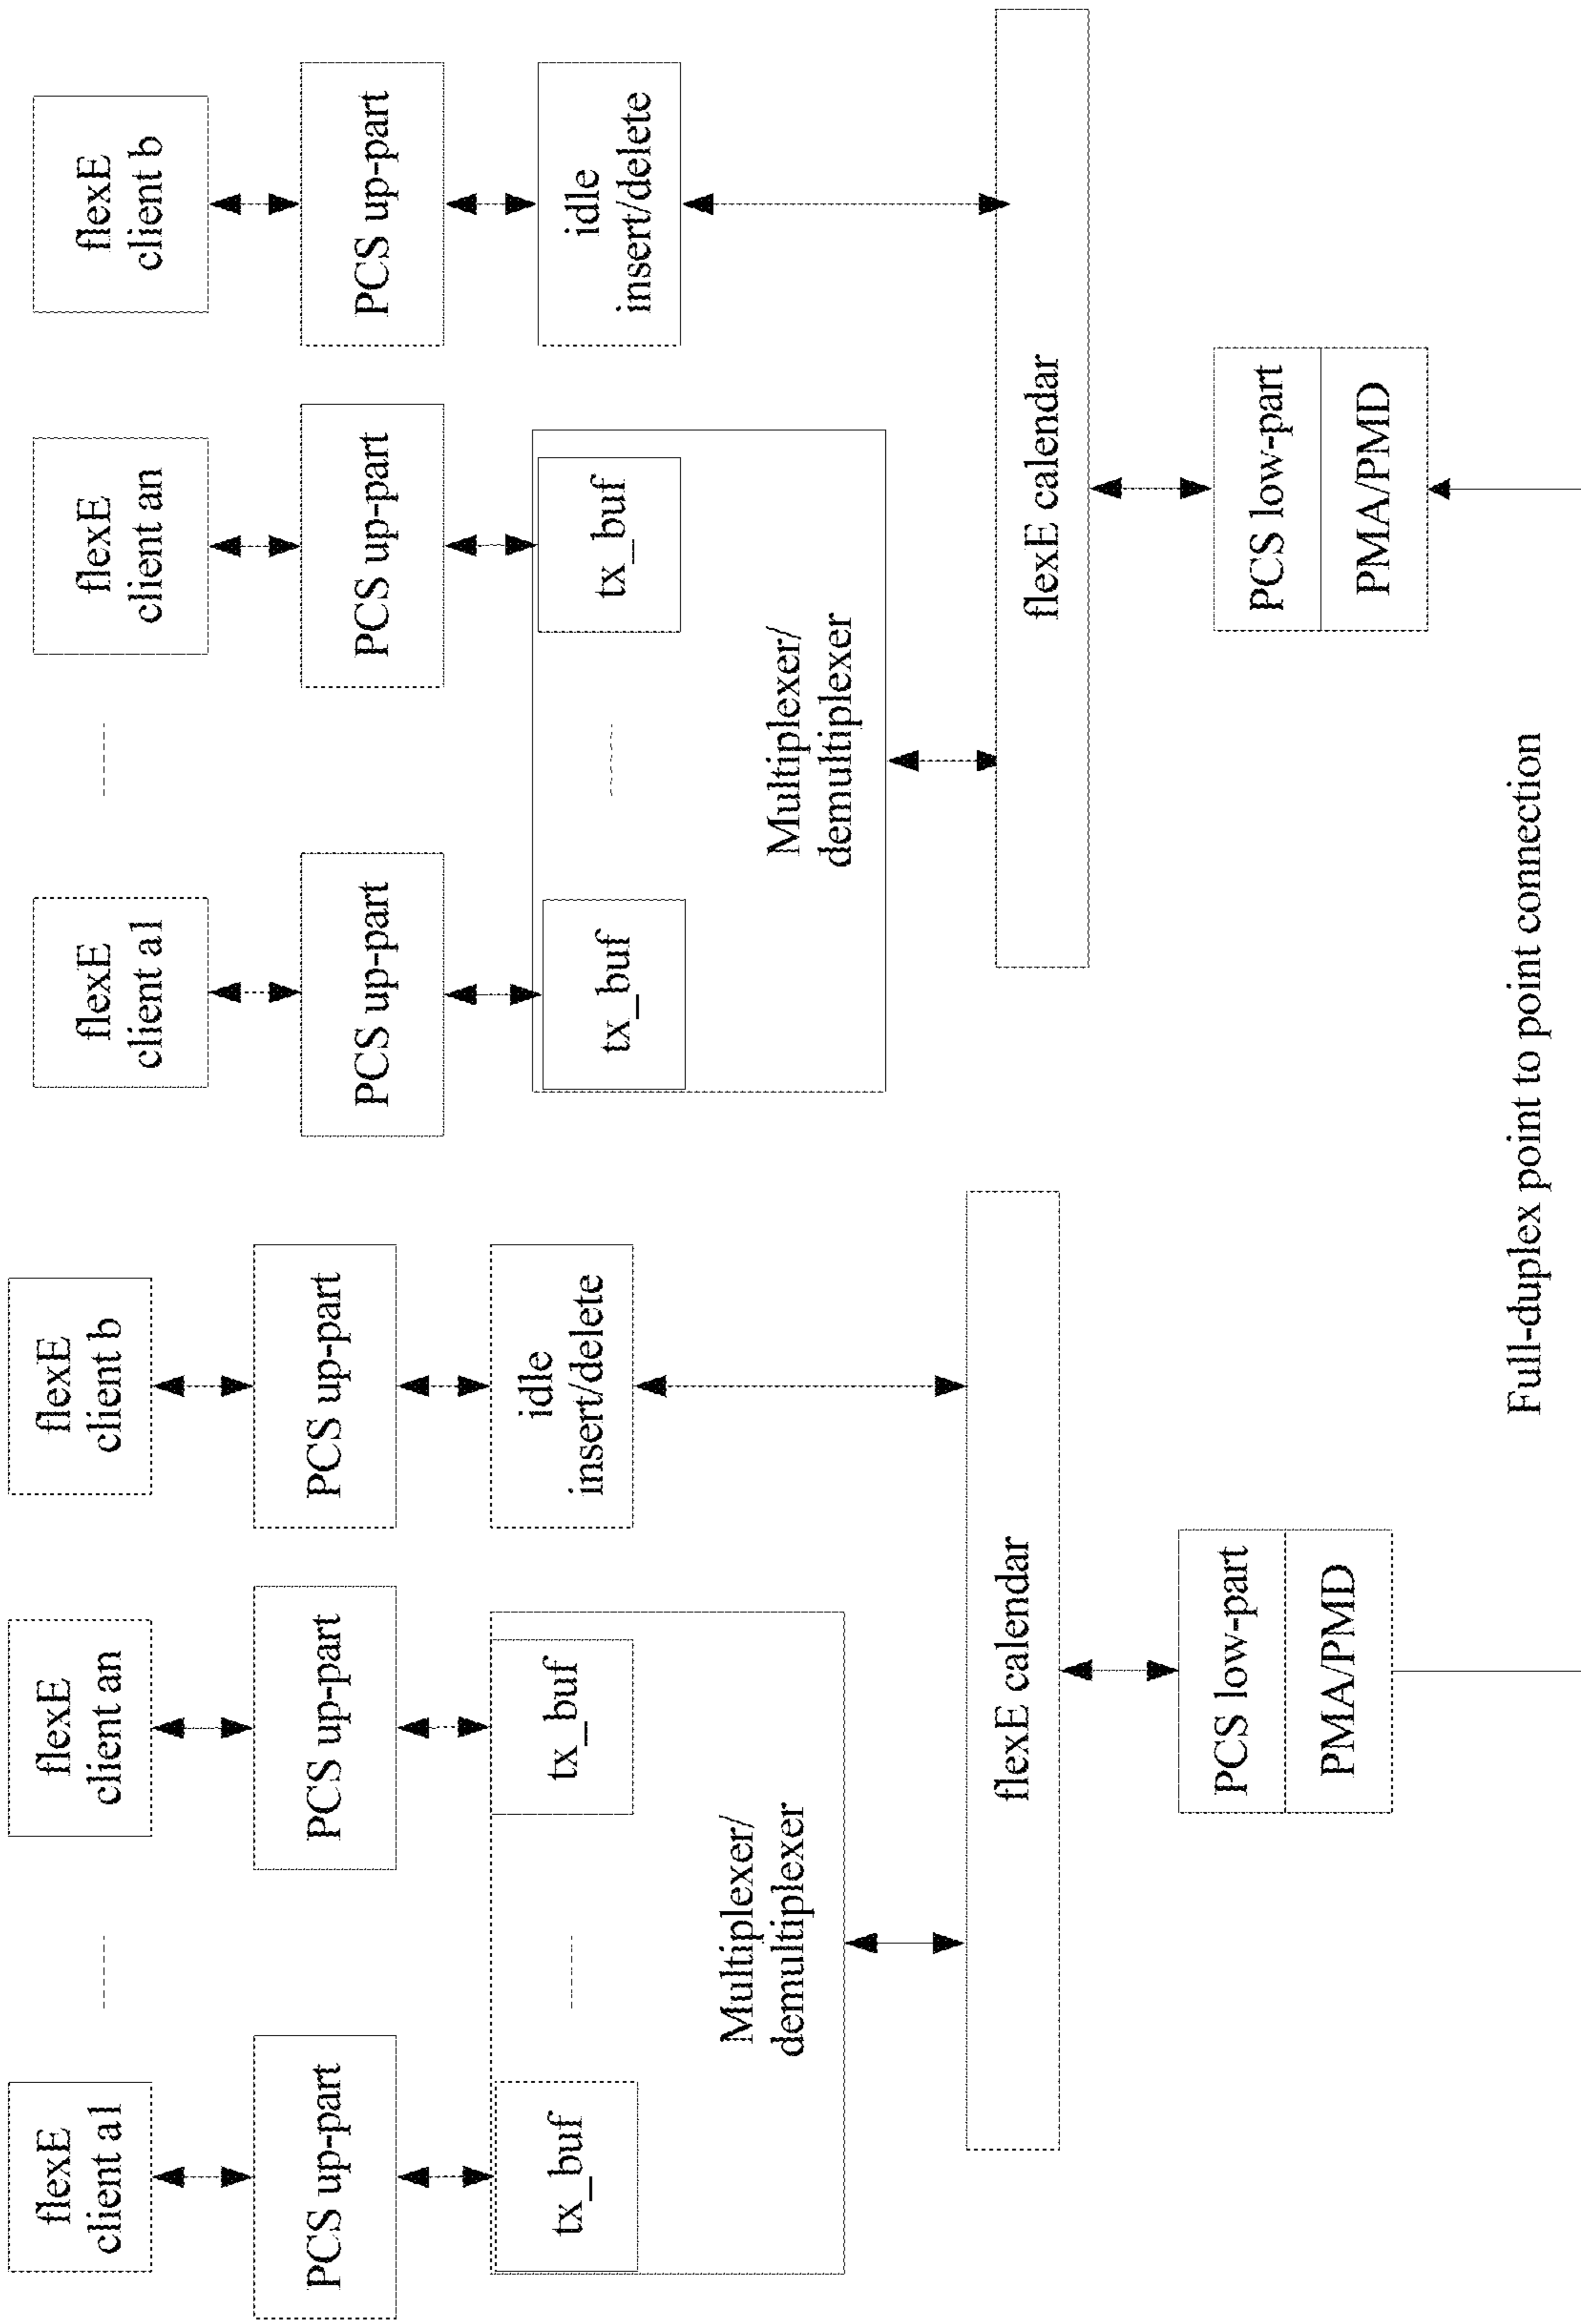 flexE
client a1
flexE
client an
flexE
client b
PCS up-part
PCS up-part
PCS up-part
tx_buf
tx_buf
idle
insert/delete
Multiplexer/
demultiplexer
flexE calendar
PCS low-part
PMA/PMD
flexE
client a1
flexE
client an
flexE
client b
PCS up-part
PCS up-part
PCS up-part
tx_buf
tx_buf
idle
insert/delete
Multiplexer/
demultiplexer
flexE calendar
PCS low-part
PMA/PMD
Full-duplex point to point connection